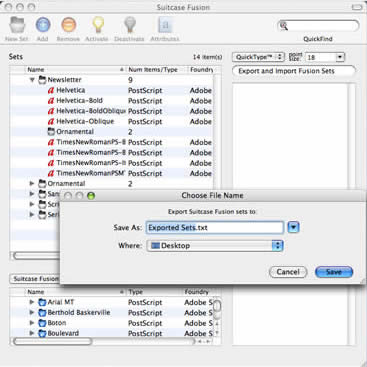 Suitcase Fusion
New Set Add Remove Activate Deactivate Attributes QuickFind
Sets 14 item(s) QuickType™ point size: 18
Name Num Items/Type Foundry
Export and Import Fusion Sets
Newsletter 9
Helvetica PostScript Adobe
Helvetica-Bold PostScript Adobe
Helvetica-BoldOblique PostScript Adobe
Helvetica-Oblique PostScript Adobe
Ornamental 2
TimesNewRomanPS-B PostScript Adobe
TimesNewRomanPS-B PostScript Adobe
TimesNewRomanPS-It PostScript Adobe
TimesNewRomanPSMT PostScript Adobe
Ornamental 2
San
Scri
Seri
Choose File Name
Export Suitcase Fusion sets to:
Save As: Exported Sets.txt
Where: Desktop
Cancel Save
Suitcase Fusion
Name Type Foundry
Arial MT PostScript Adobe S
Berthold Baskerville PostScript Adobe S
Boton PostScript Adobe S
Boulevard PostScript Adobe S